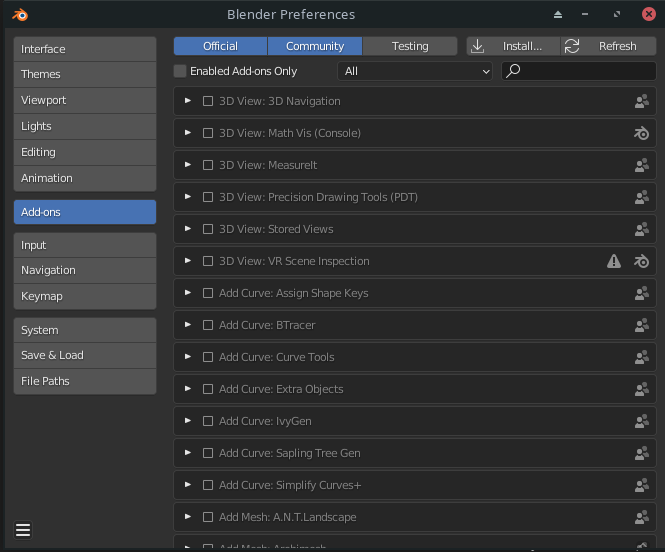 Blender Preferences
Interface
Themes
Viewport
Lights
Editing
Animation
Add-ons
Input
Navigation
Keymap
System
Save & Load
File Paths
Official Community Testing Install... Refresh
Enabled Add-ons Only All
3D View: 3D Navigation
3D View: Math Vis (Console)
3D View: MeasureIt
3D View: Precision Drawing Tools (PDT)
3D View: Stored Views
3D View: VR Scene Inspection
Add Curve: Assign Shape Keys
Add Curve: BTracer
Add Curve: Curve Tools
Add Curve: Extra Objects
Add Curve: IvyGen
Add Curve: Sapling Tree Gen
Add Curve: Simplify Curves+
Add Mesh: A.N.T.Landscape
Add Mesh: Archimesh